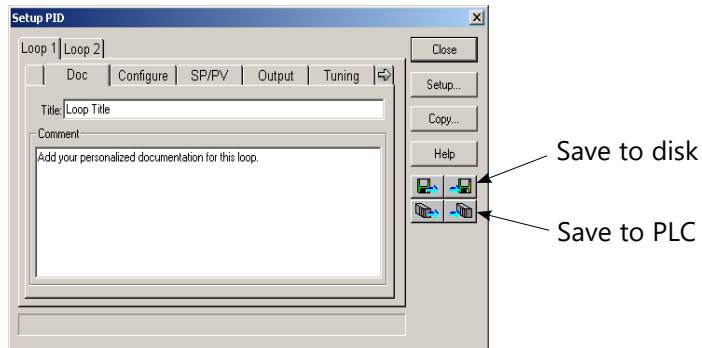 Setup PID
Loop 1 Loop 2
Close
Doc Configure SP/PV Output Tuning
Setup...
Title: Loop Title
Copy...
Comment
Add your personalized documentation for this loop.
Help
Save to disk
Save to PLC